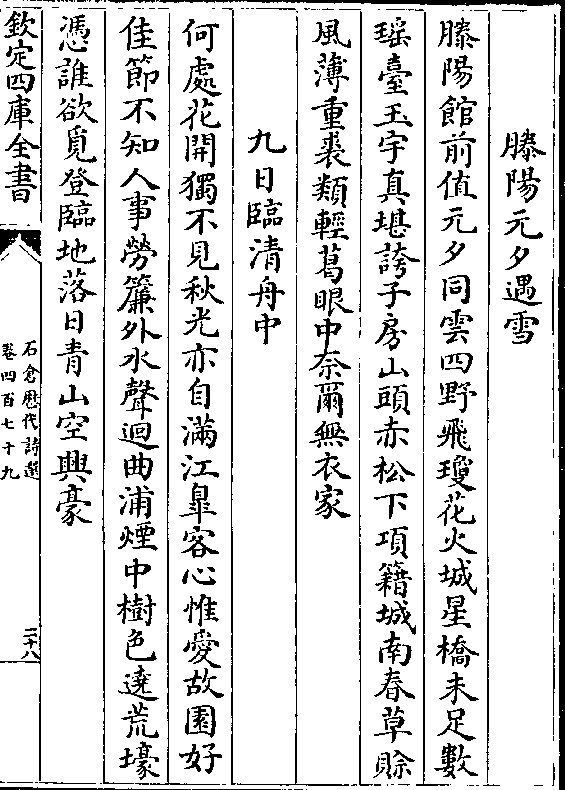 滕陽元夕遇雪
滕陽館前值元夕同雲四野飛瓊花火城星橋未足數
瑶臺玉宇真堪誇子房山頭赤松下項籍城南春草賖
風薄重裘類輕葛眼中奈爾無衣家
九日臨清舟中
何處花開獨不見秋光亦自滿江臯客心惟愛故園好
佳節不知人事勞簾外水聲迴曲浦煙中樹色遶荒壕
憑誰欲覓登臨地落日青山空興豪
欽定四庫全書
石倉歷代詩選
卷四百七十九
二十八